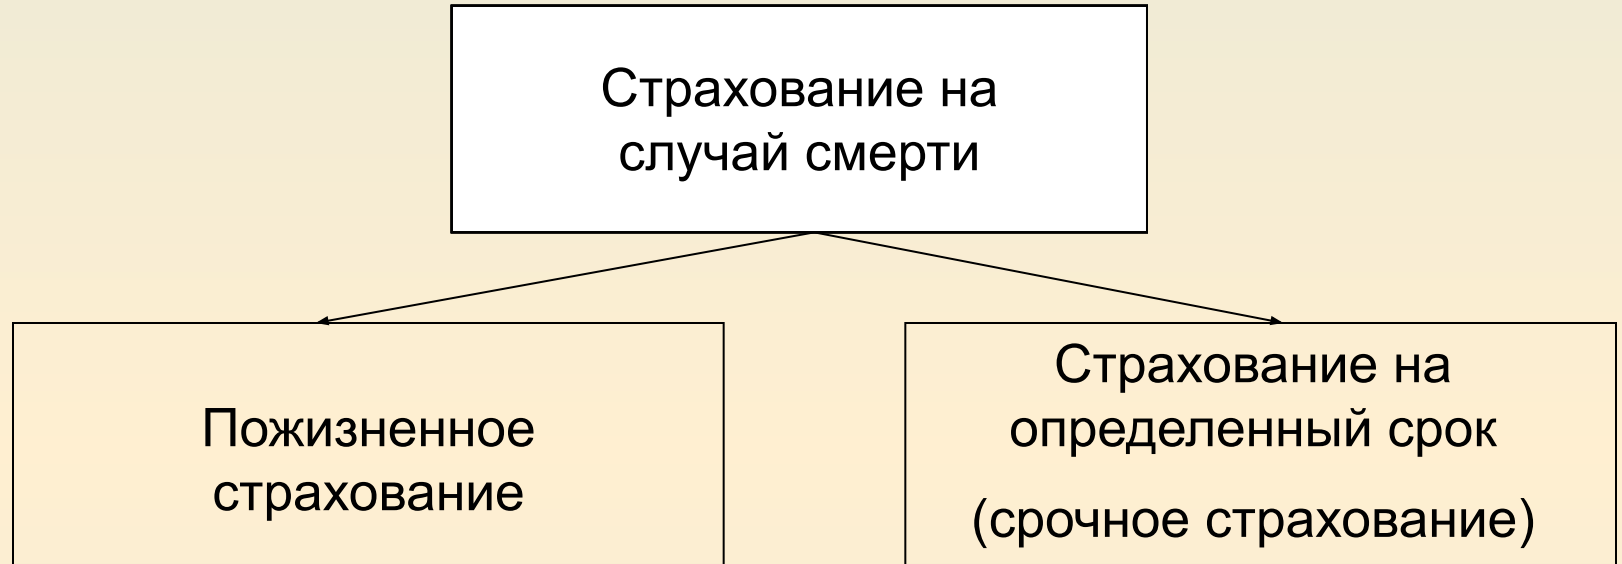 Страхование на
случай смерти
Пожизненное
страхование
Страхование на
определенный срок
(срочное страхование)